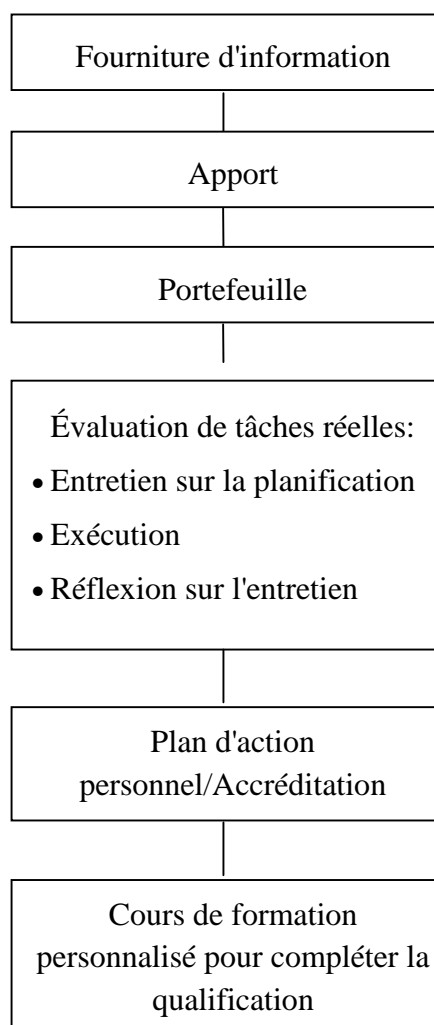 Fourniture d'information
Apport
Portefeuille
Évaluation de tâches réelles:
• Entretien sur la planification
• Exécution
• Réflexion sur l'entretien
Plan d'action
personnel/Accréditation
Cours de formation
personnalisé pour compléter la
qualification